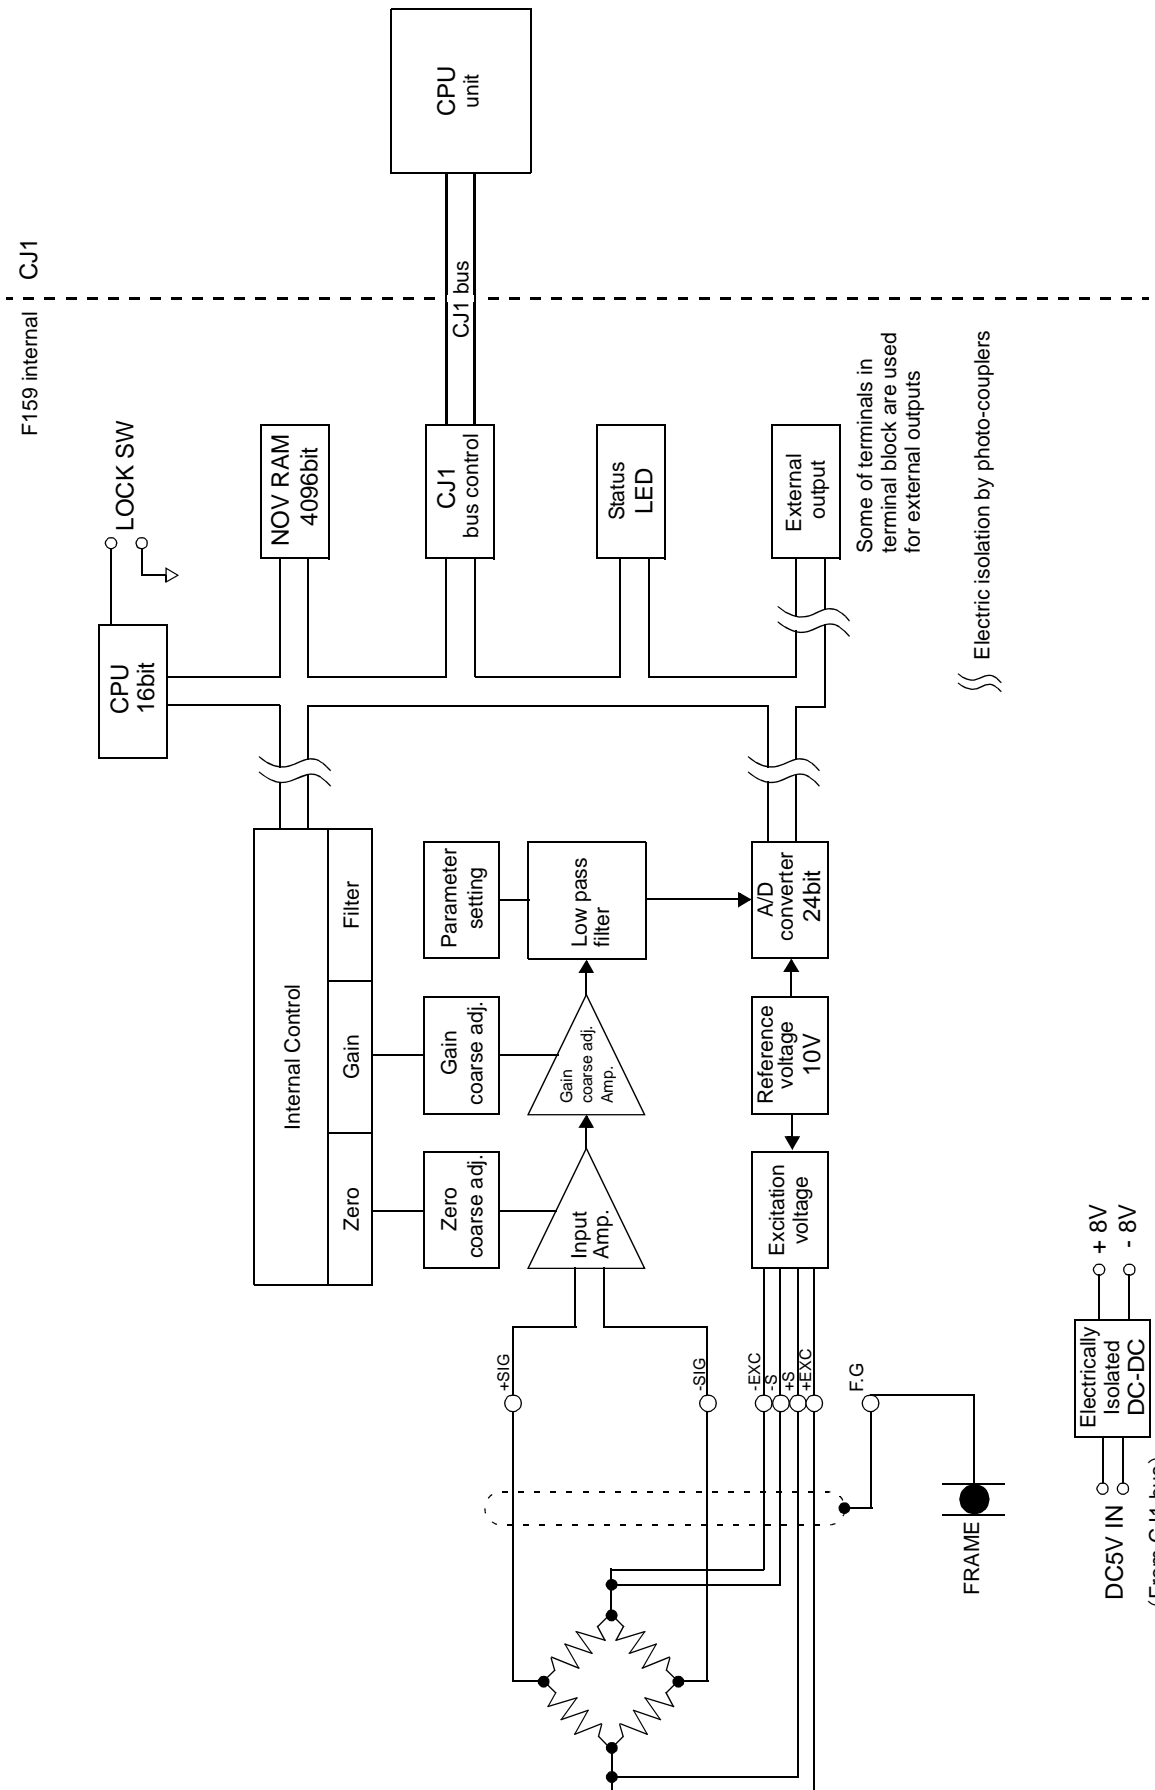 F159 internal
CJ1
CPU
unit
CJ1 bus
LOCK SW
CPU
16bit
NOV RAM
4096bit
CJ1
bus control
Status
LED
External
output
Some of terminals in
terminal block are used
for external outputs
Electric isolation by photo-couplers
Internal Control
Zero
Gain
Filter
Zero
coarse adj.
Gain
coarse adj.
Parameter
setting
Input
Amp.
Gain
coarse adj.
Amp.
Low pass
filter
A/D
converter
24bit
Reference
voltage
10V
Excitation
voltage
+SIG
-SIG
-EXC
-S
+S
+EXC
F.G
FRAME
DC5V IN
(From CJ1 bus)
Electrically
Isolated
DC-DC
+ 8V
- 8V